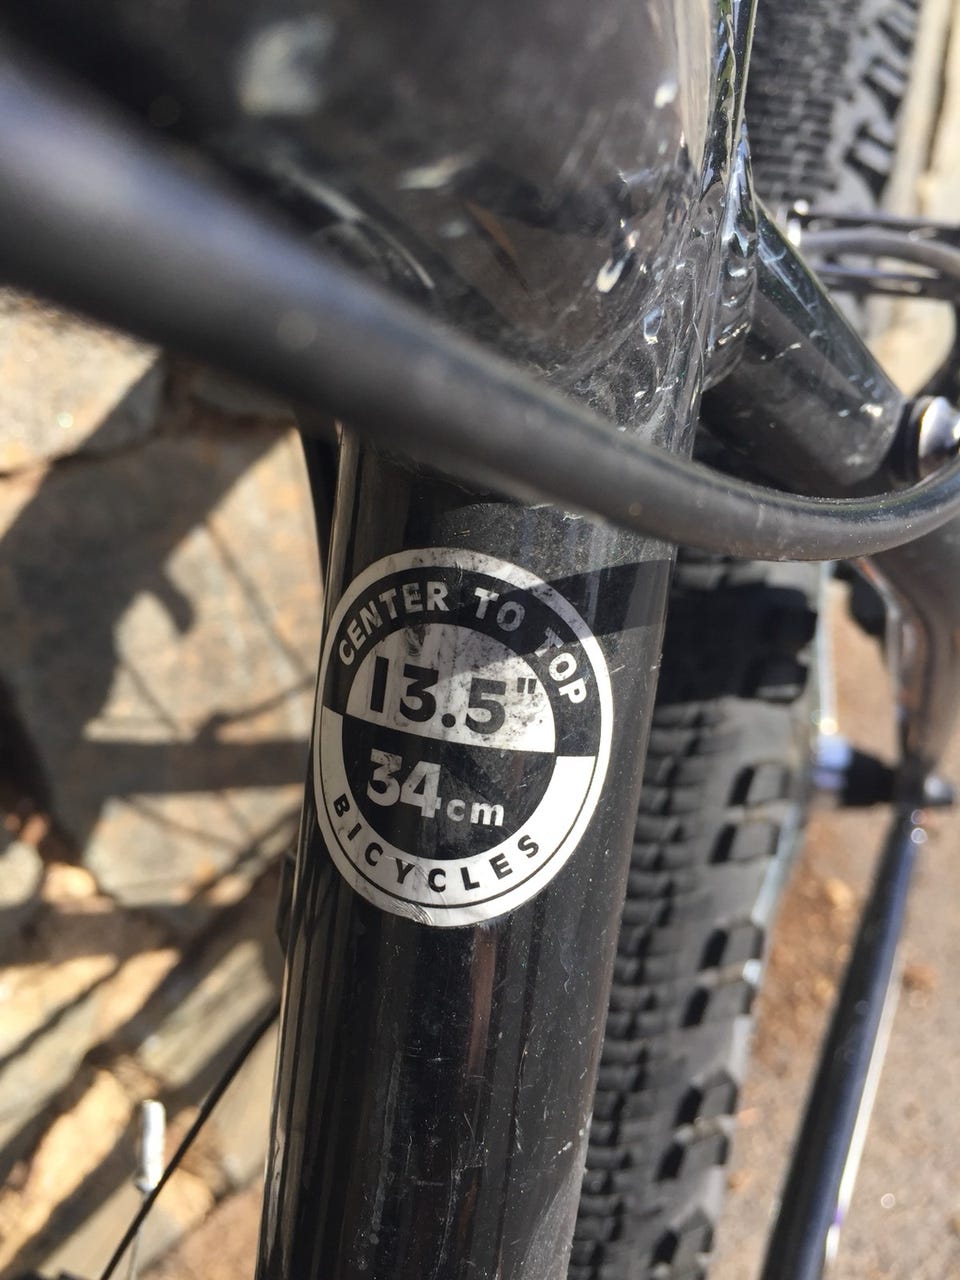 CENTER TO TOP
13.5"
34cm
BICYCLES